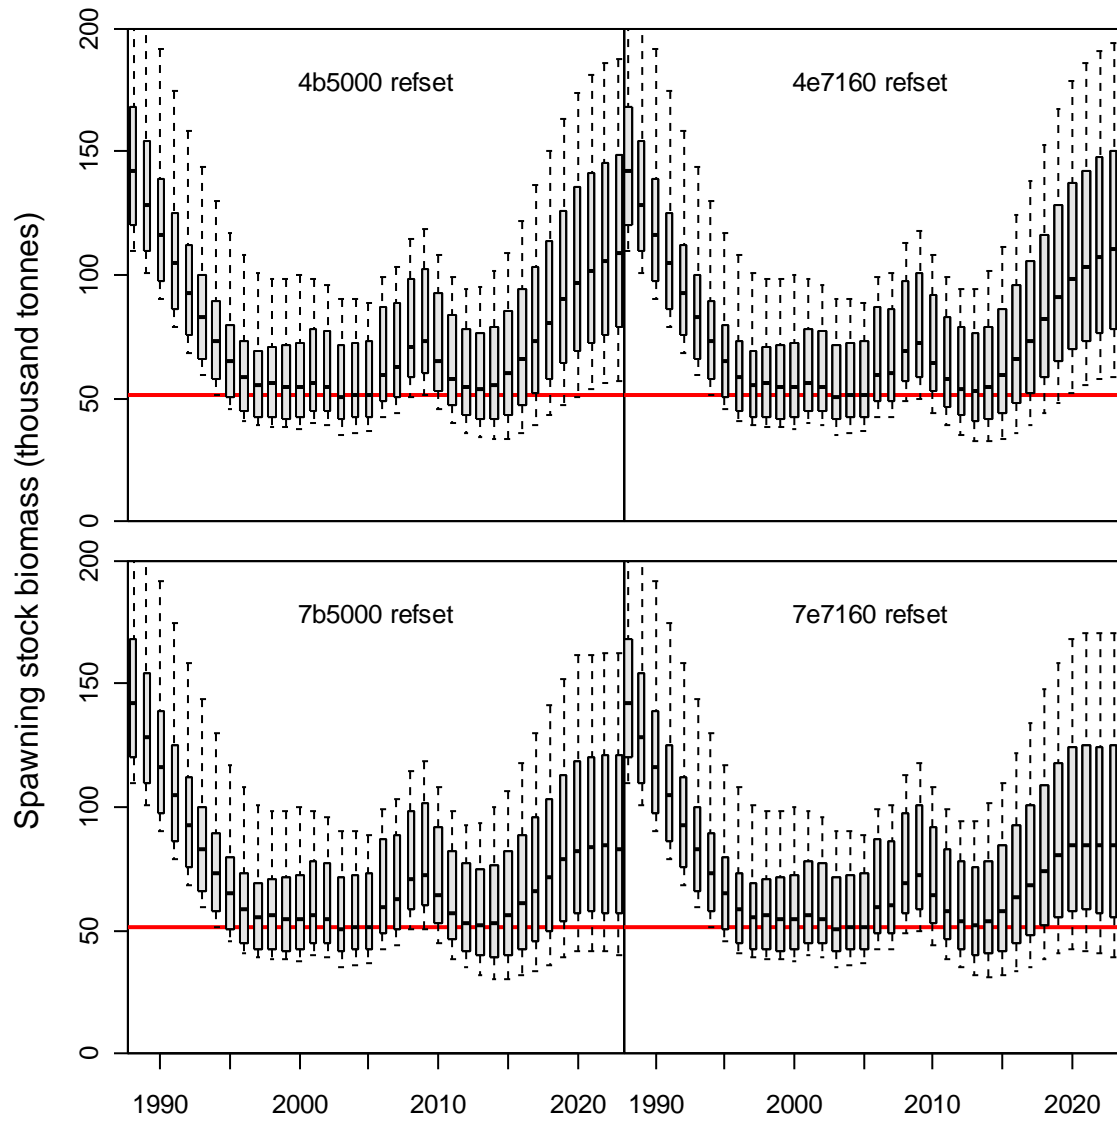 Spawning stock biomass (thousand tonnes)
200
150
100
50
0
4b5000 refset
4e7160 refset
200
150
100
50
0
7b5000 refset
7e7160 refset
1990 2000 2010 2020 1990 2000 2010 2020